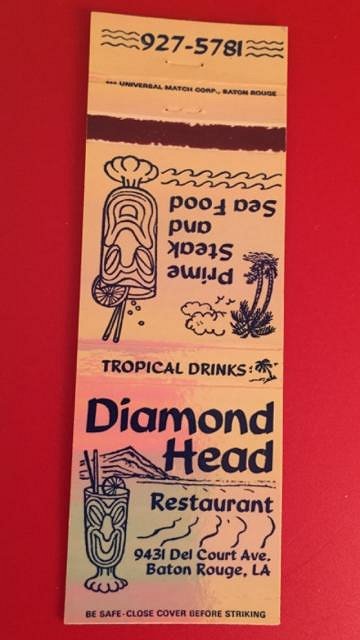 927-5781
*** UNIVERSAL MATCH CORP., BATON ROUGE
Prime
Steak
and
Sea Food
TROPICAL DRINKS
Diamond
Head
Restaurant
9431 Del Court Ave.
Baton Rouge, LA
BE SAFE-CLOSE COVER BEFORE STRIKING